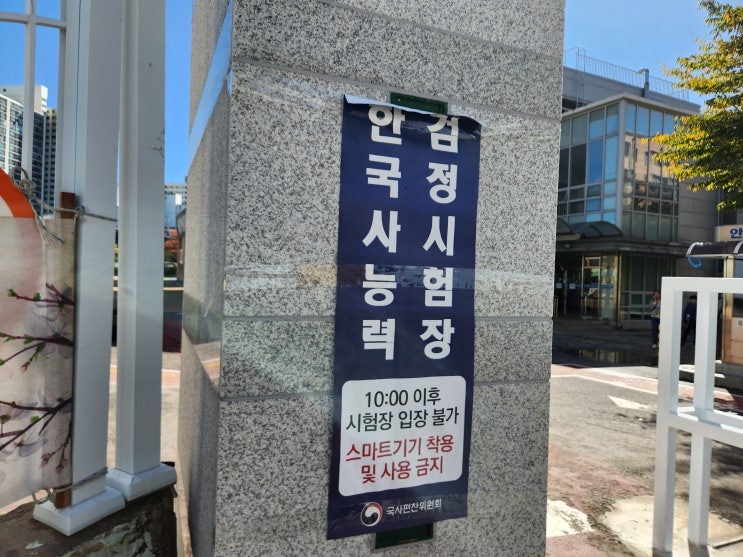 한국사능력
검정시험장
10:00 이후
시험장 입장 불가
스마트기기 착용
및 사용 금지
국사편찬위원회
안